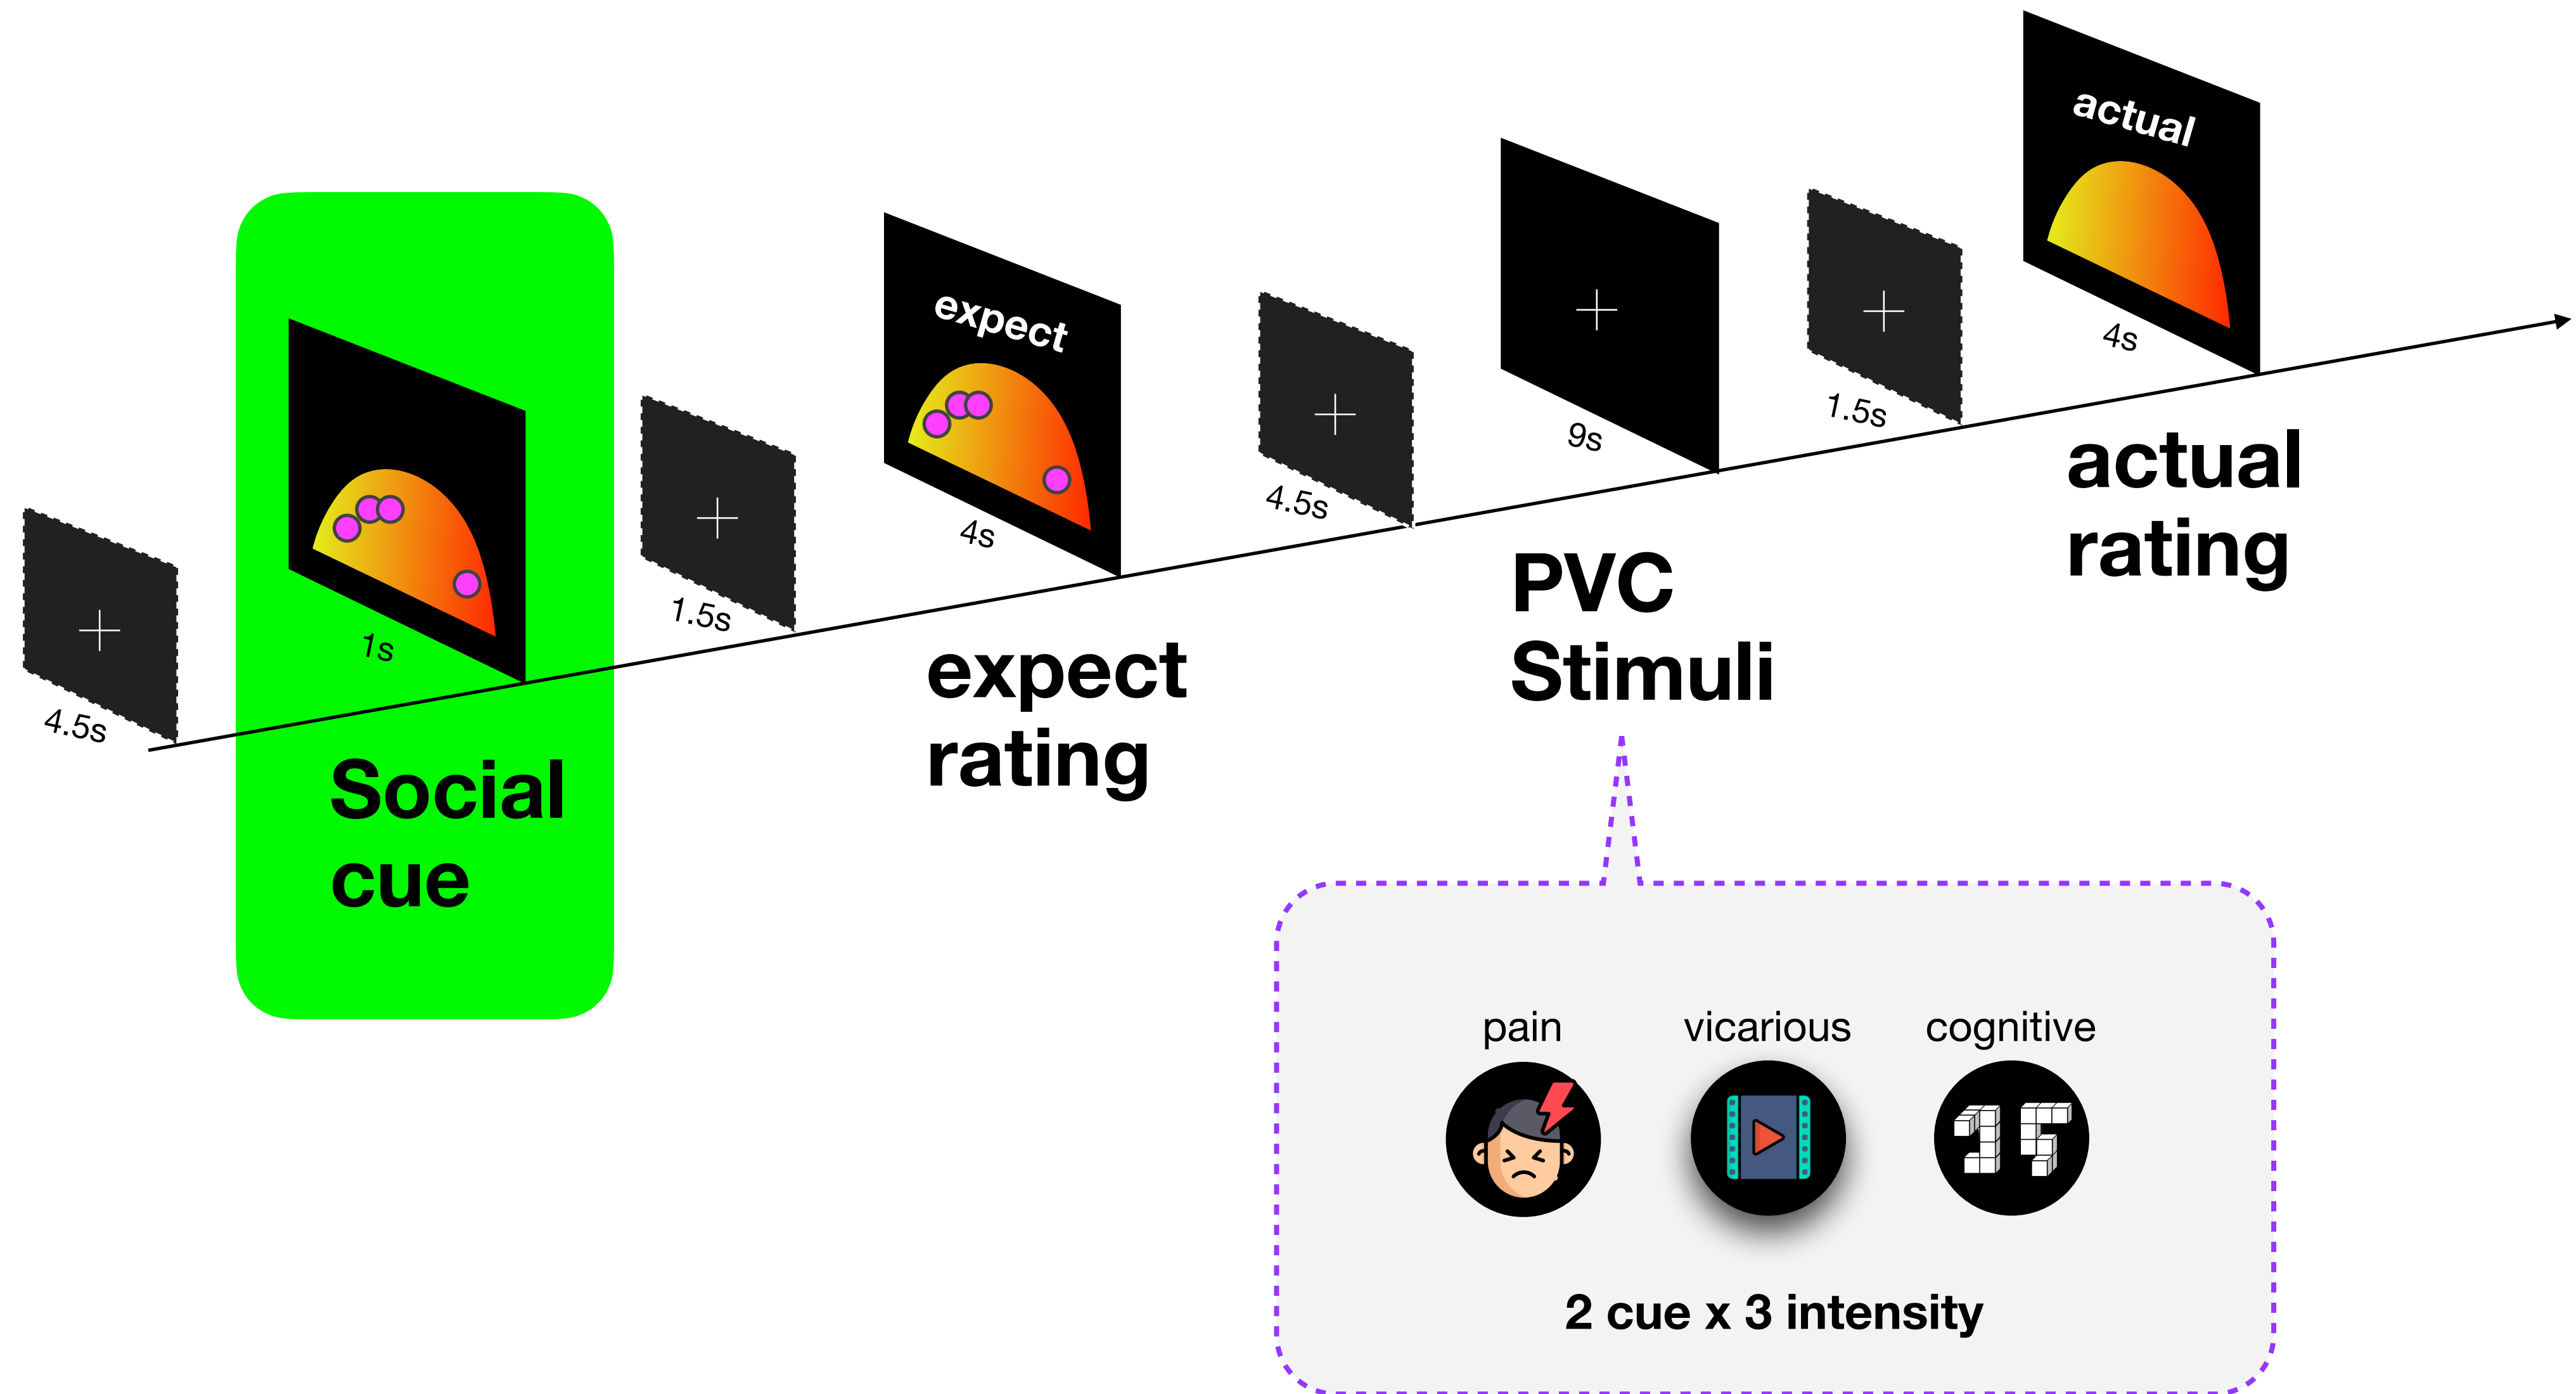 4.5s
1s
Social
cue
1.5s
expect
4s
expect
rating
4.5s
9s
PVC
Stimuli
1.5s
actual
4s
actual
rating
pain
vicarious
cognitive
2 cue x 3 intensity